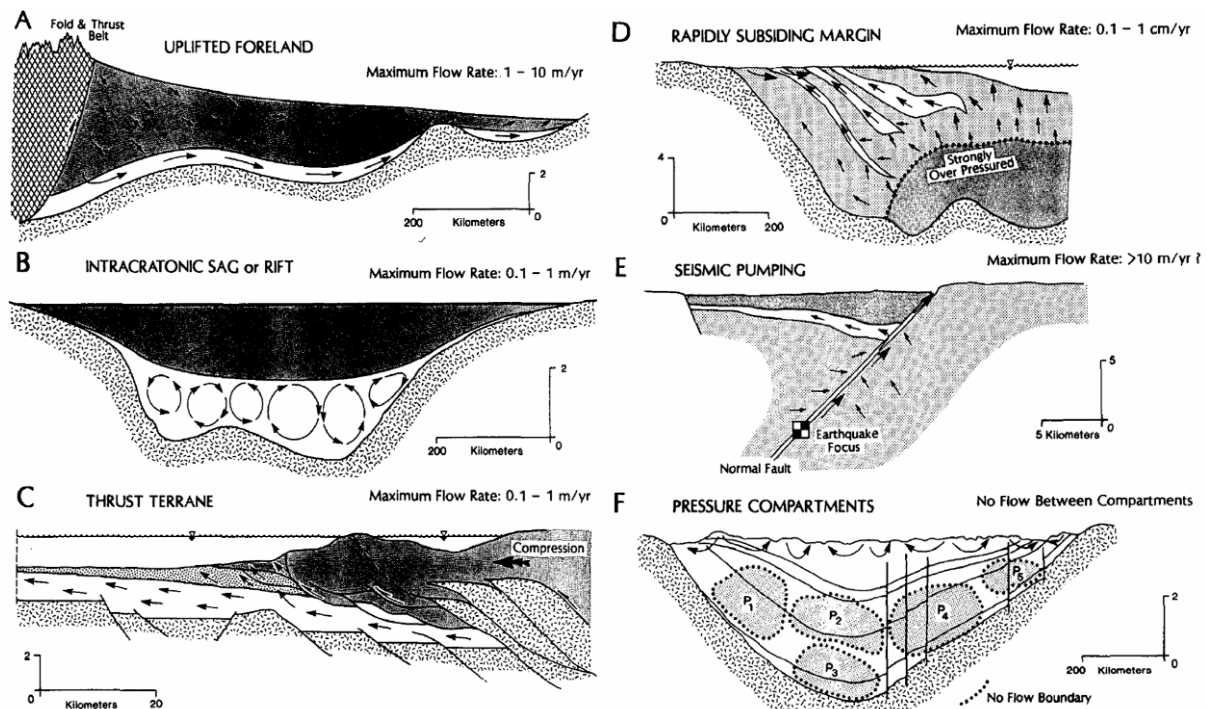 A
Fold & Thrust
Belt
UPLIFTED FORELAND
Maximum Flow Rate: 1 - 10 m/yr
2
0
200
Kilometers
B
INTRACRATONIC SAG or RIFT
Maximum Flow Rate: 0.1 - 1 m/yr
2
0
200
Kilometers
C
THRUST TERRANE
Maximum Flow Rate: 0.1 - 1 m/yr
Compression
2
0
Kilometers
20
D
RAPIDLY SUBSIDING MARGIN
Maximum Flow Rate: 0.1 - 1 cm/yr
Strongly
Over Pressured
4
0
Kilometers
200
E
SEISMIC PUMPING
Maximum Flow Rate: >10 m/yr ?
Earthquake
Focus
Normal Fault
5
0
5 Kilometers
F
PRESSURE COMPARTMENTS
No Flow Between Compartments
P1
P2
P3
P4
P5
2
0
200
Kilometers
No Flow Boundary